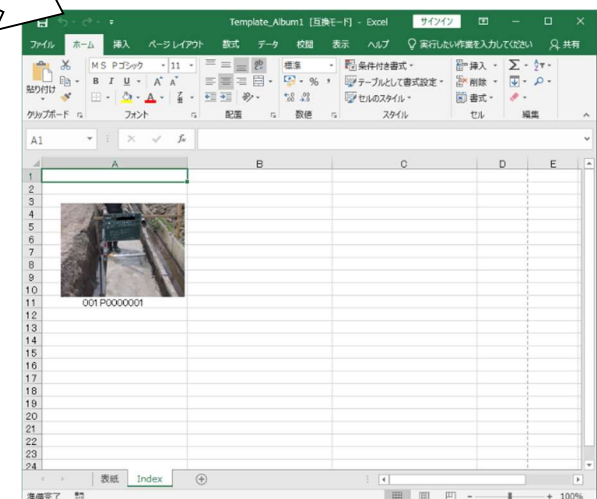 Template_Album1 [互換モード] - Excel サインイン
ファイル ホーム 挿入 ページ レイアウト 数式 データ 校閲 表示 ヘルプ 実行したい作業を入力してください 共有
貼り付け MS Pゴシック 11 標準 条件付き書式 挿入
B I U A テーブルとして書式設定 削除
セルのスタイル 書式
クリップボード フォント 配置 数値 スタイル セル 編集
A1 fx
A B C D E
1
2
3
4
5
6
7
8
9
10
11 001 P0000001
12
13
14
15
16
17
18
19
20
21
22
23
24
表紙 Index
準備完了 100%